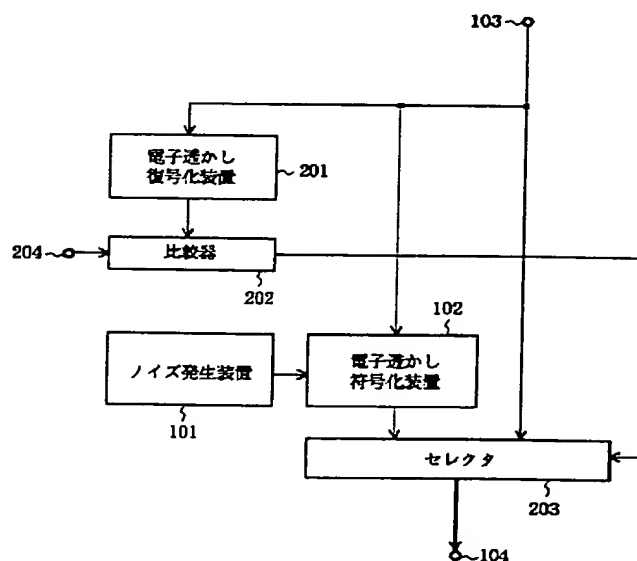 103
電子透かし
復号化装置
201
204
比較器
202
102
ノイズ発生装置
電子透かし
符号化装置
101
セレクタ
203
104